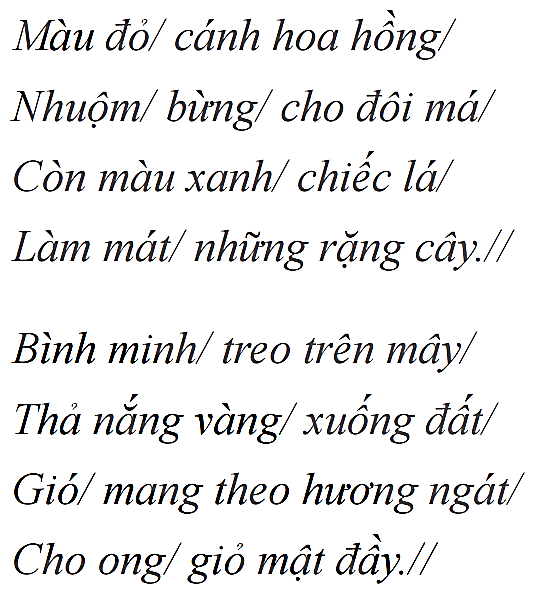 Màu đỏ/ cánh hoa hồng/
Nhuộm/ bừng/ cho đôi má/
Còn màu xanh/ chiếc lá/
Làm mát/ những rặng cây.//
Bình minh/ treo trên mây/
Thả nắng vàng/ xuống đất/
Gió/ mang theo hương ngát/
Cho ong/ giỏ mật đầy.//